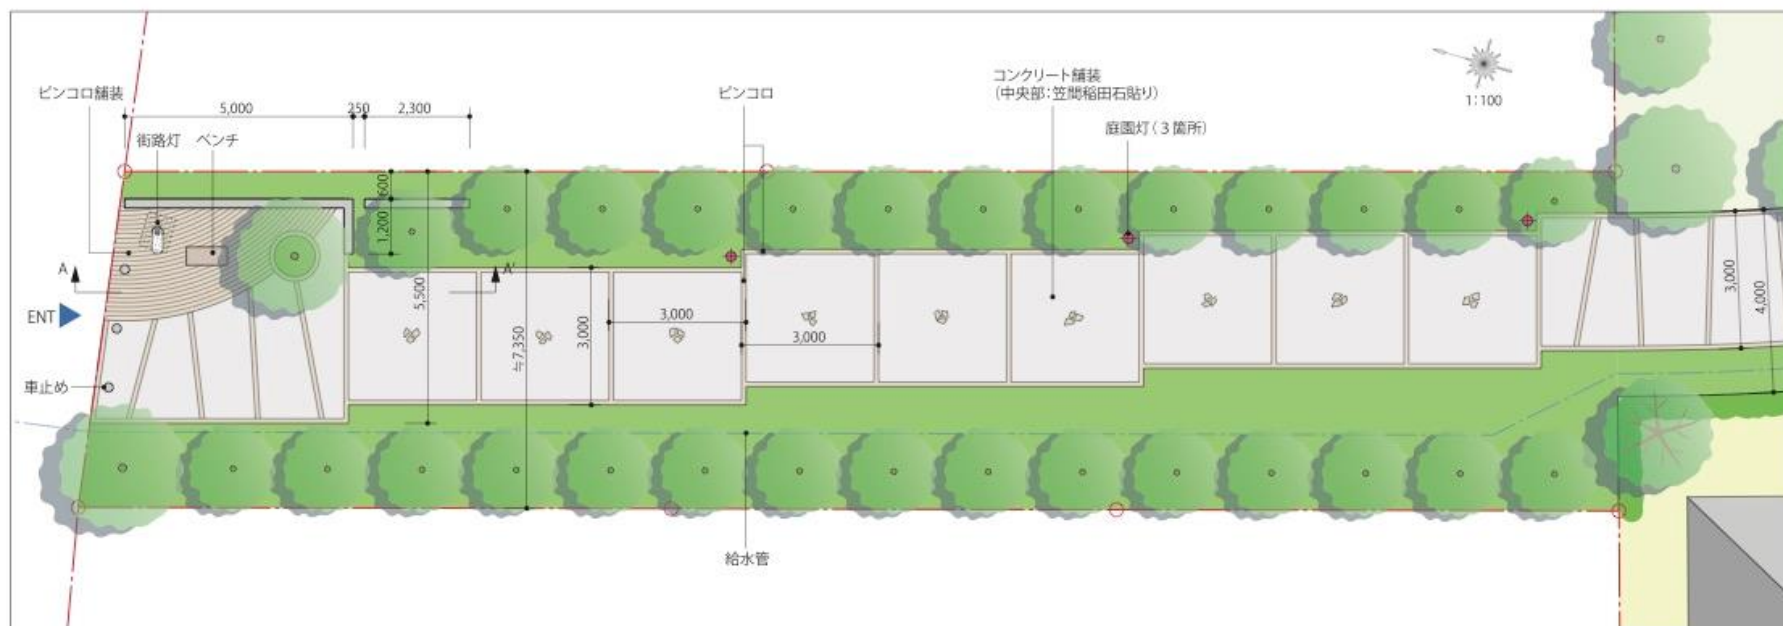 ピンコロ舗装
5,000
250
2,300
街路灯
ベンチ
ピンコロ
コンクリート舗装
(中央部:笠間稲田石貼り)
庭園灯(3箇所)
1:100
600
1,200
A
A'
ENT
車止め
5,500
≒7,350
3,000
3,000
3,000
3,000
4,000
給水管